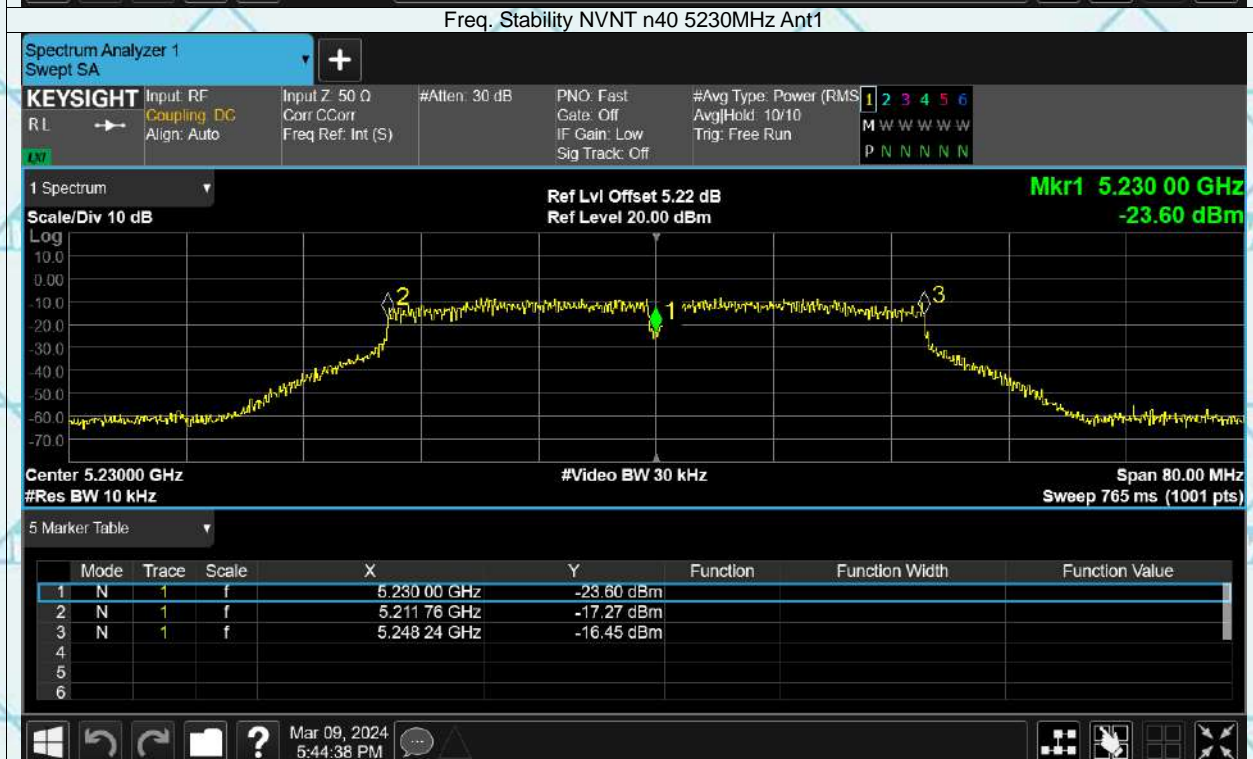 Freq. Stability NVNT n40 5230MHz Ant1
Spectrum Analyzer 1
Swept SA
+
KEYSIGHT Input: RF Input Z: 50 Ω #Atten: 30 dB PNO: Fast #Avg Type: Power (RMS 1 2 3 4 5 6
RL Coupling: DC Corr CCorr Gate: Off Avg|Hold: 10/10 M W W W W W
Align: Auto Freq Ref: Int (S) IF Gain: Low Trig: Free Run P N N N N N
LXI Sig Track: Off
1 Spectrum Ref Lvl Offset 5.22 dB Mkr1 5.230 00 GHz
Scale/Div 10 dB Ref Level 20.00 dBm -23.60 dBm
Log
10.0
0.00
-10.0 2 1 3
-20.0
-30.0
-40.0
-50.0
-60.0
-70.0
Center 5.23000 GHz #Video BW 30 kHz Span 80.00 MHz
#Res BW 10 kHz Sweep 765 ms (1001 pts)
5 Marker Table
Mode Trace Scale X Y Function Function Width Function Value
1 N 1 f 5.230 00 GHz -23.60 dBm
2 N 1 f 5.211 76 GHz -17.27 dBm
3 N 1 f 5.248 24 GHz -16.45 dBm
4
5
6
? Mar 09, 2024
5:44:38 PM